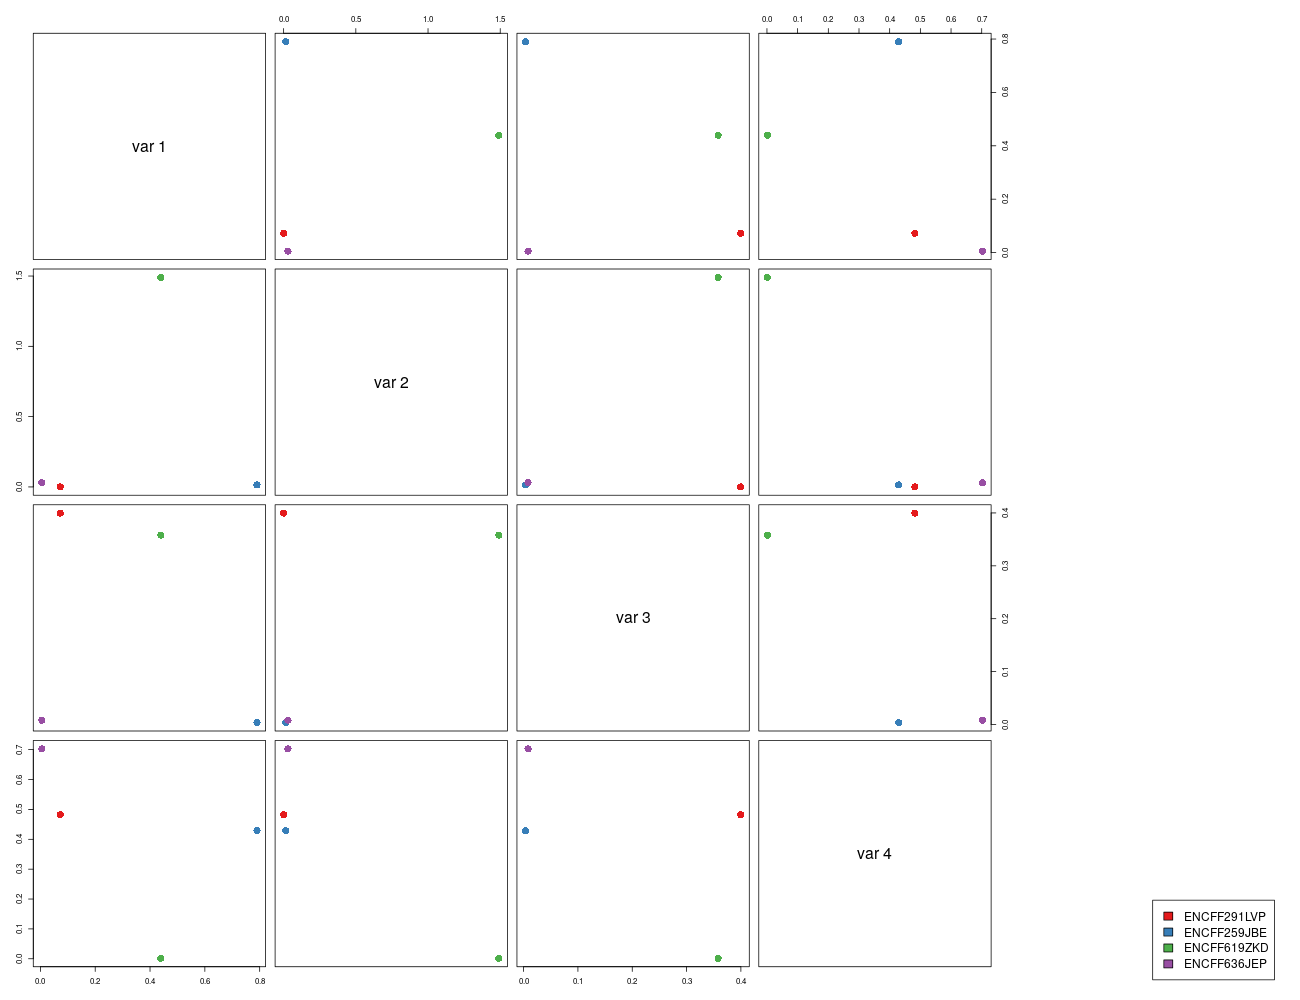 0.0 0.5 1.0 1.5 0.0 0.1 0.2 0.3 0.4 0.5 0.6 0.7
var 1
0.0 0.2 0.4 0.6 0.8
0.0 0.5 1.0 1.5
var 2
var 3
0.0 0.1 0.2 0.3 0.4
0.0 0.1 0.2 0.3 0.4 0.5 0.6 0.7
var 4
0.0 0.2 0.4 0.6 0.8 0.0 0.1 0.2 0.3 0.4
ENCFF291LVP
ENCFF259JBE
ENCFF619ZKD
ENCFF636JEP